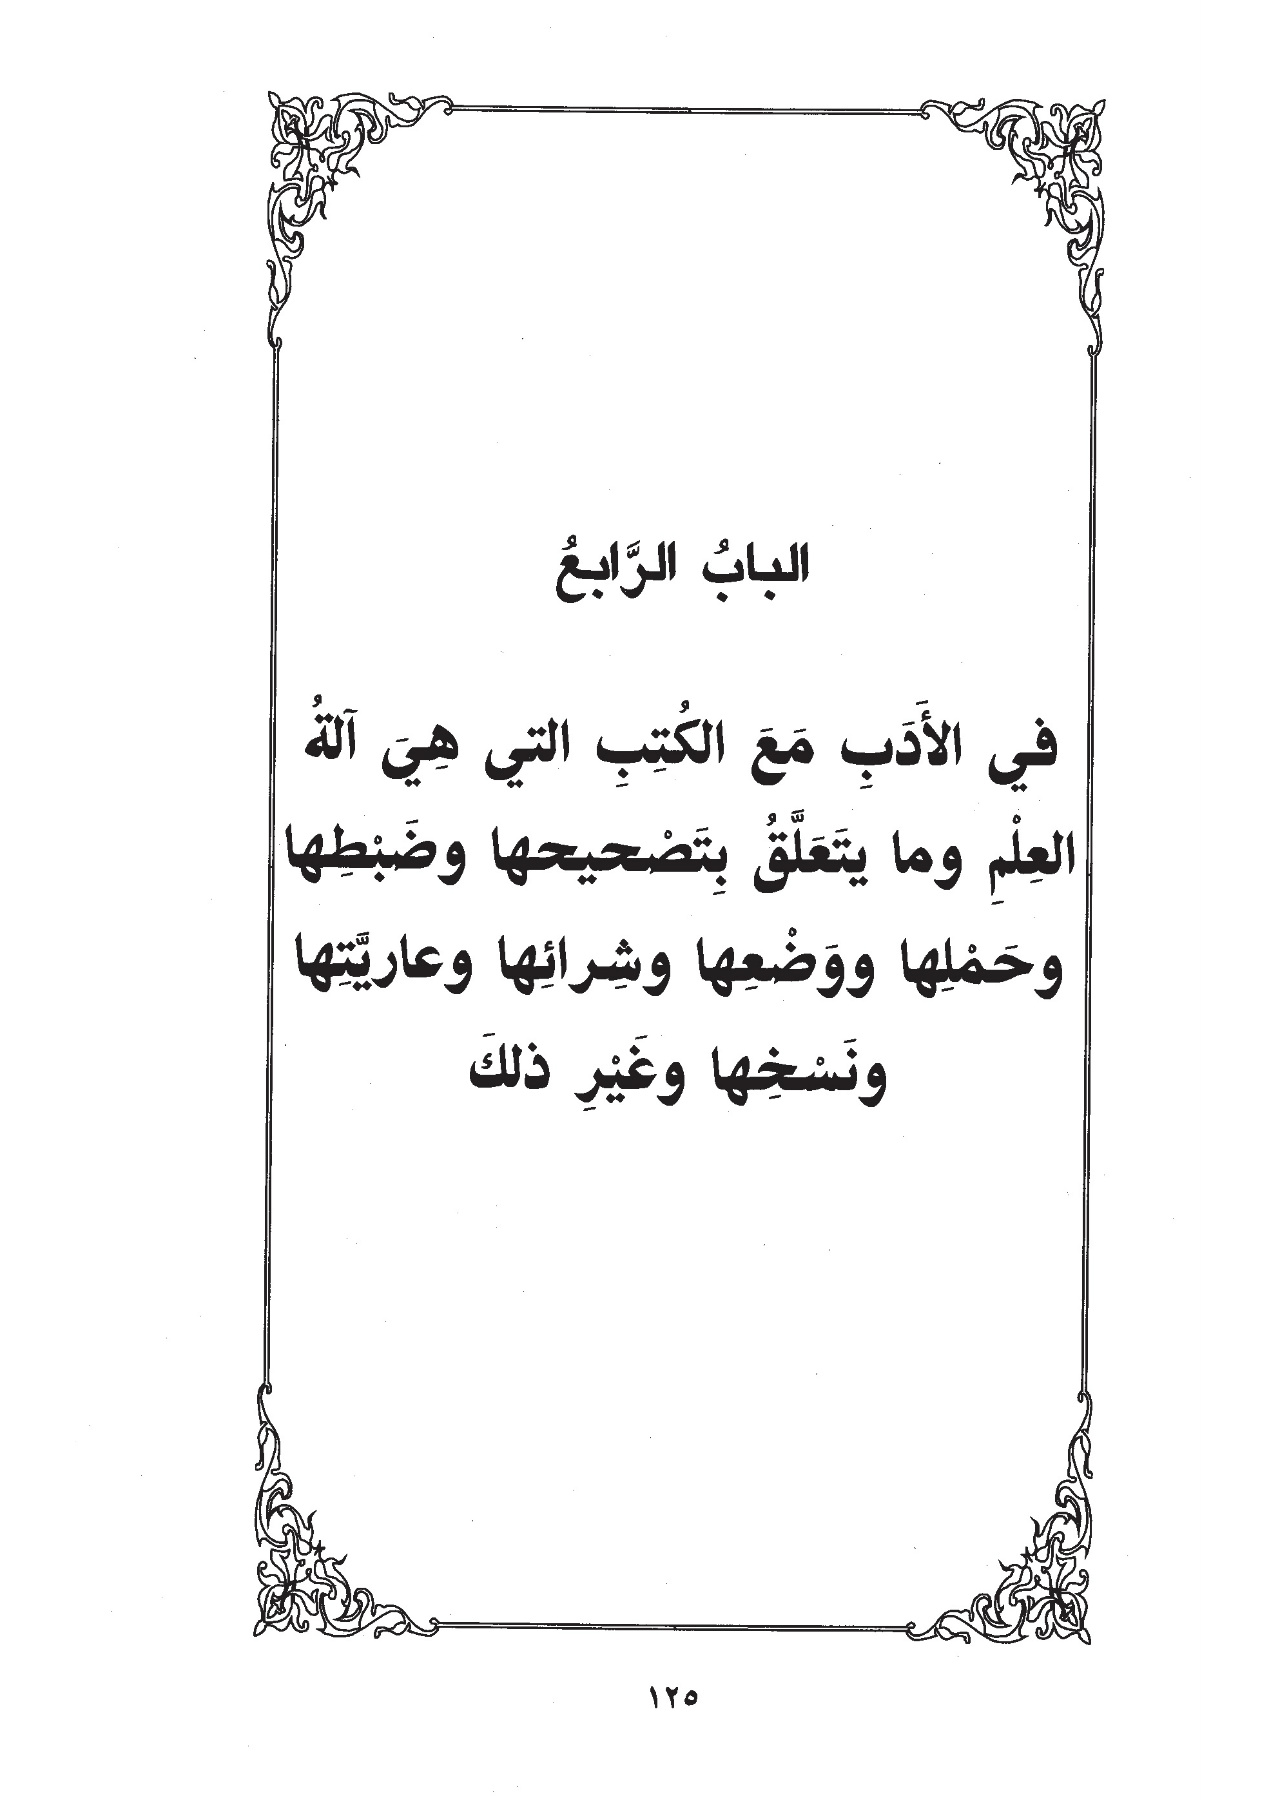 البابُ الرَّابعُ
في الأَدَبِ مَعَ الكُتِبِ التي هِيَ آلةُ
العِلْمِ وما يتَعَلَّقُ بِتَصْحيحها وضَبْطِها
وحَمْلِها ووَضْعِها وشِرائِها وعاريَّتِها
ونَسْخِها وغَيْرِ ذلكَ
١٢٥